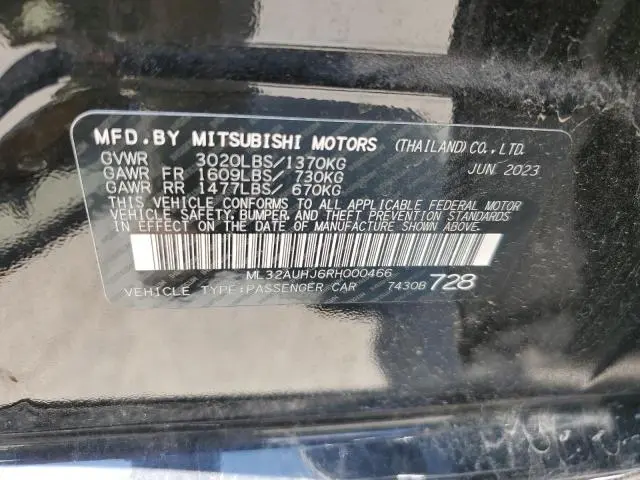 MFD.BY MITSUBISHI MOTORS (THAILAND)CO.,LTD.
GVWR 3020LBS/1370KG JUN 2023
GAWR FR 1609LBS/ 730KG
GAWR RR 1477LBS/ 670KG
THIS VEHICLE CONFORMS TO ALL APPLICABLE FEDERAL MOTOR
VEHICLE SAFETY, BUMPER, AND THEFT PREVENTION STANDARDS
IN EFFECT ON THE DATE OF MANUFACTURE SHOWN ABOVE.
ML32AUHJ6RH000466
VEHICLE TYPE:PASSENGER CAR 7430B 728